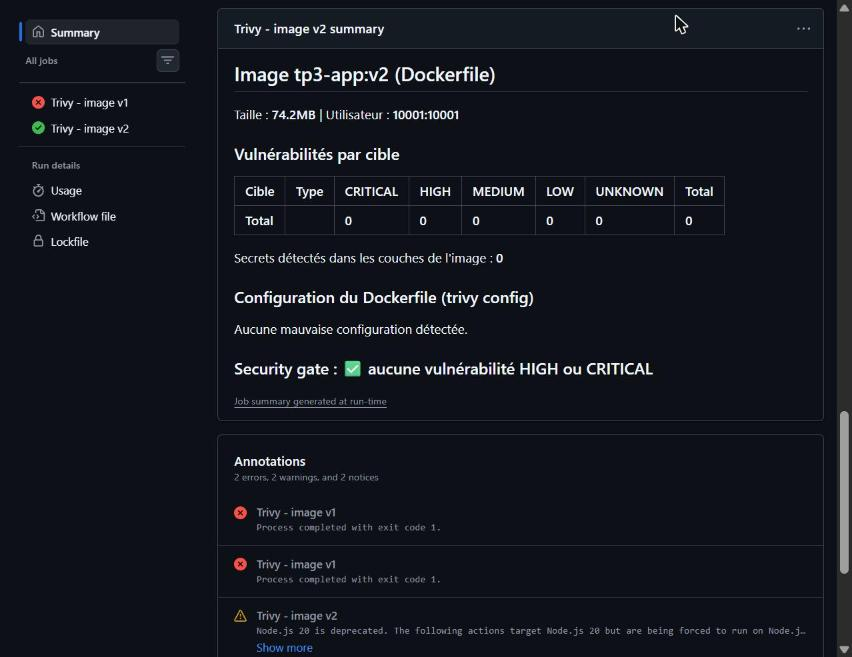 Summary
All jobs
Trivy - image v1
Trivy - image v2
Run details
Usage
Workflow file
Lockfile
Trivy - image v2 summary
Image tp3-app:v2 (Dockerfile)
Taille : 74.2MB | Utilisateur : 10001:10001
Vulnérabilités par cible
Cible Type CRITICAL HIGH MEDIUM LOW UNKNOWN Total
Total 0 0 0 0 0 0
Secrets détectés dans les couches de l'image : 0
Configuration du Dockerfile (trivy config)
Aucune mauvaise configuration détectée.
Security gate : ✅ aucune vulnérabilité HIGH ou CRITICAL
Job summary generated at run-time
Annotations
2 errors, 2 warnings, and 2 notices
Trivy - image v1
Process completed with exit code 1.
Trivy - image v1
Process completed with exit code 1.
Trivy - image v2
Node.js 20 is deprecated. The following actions target Node.js 20 but are being forced to run on Node.j…
Show more